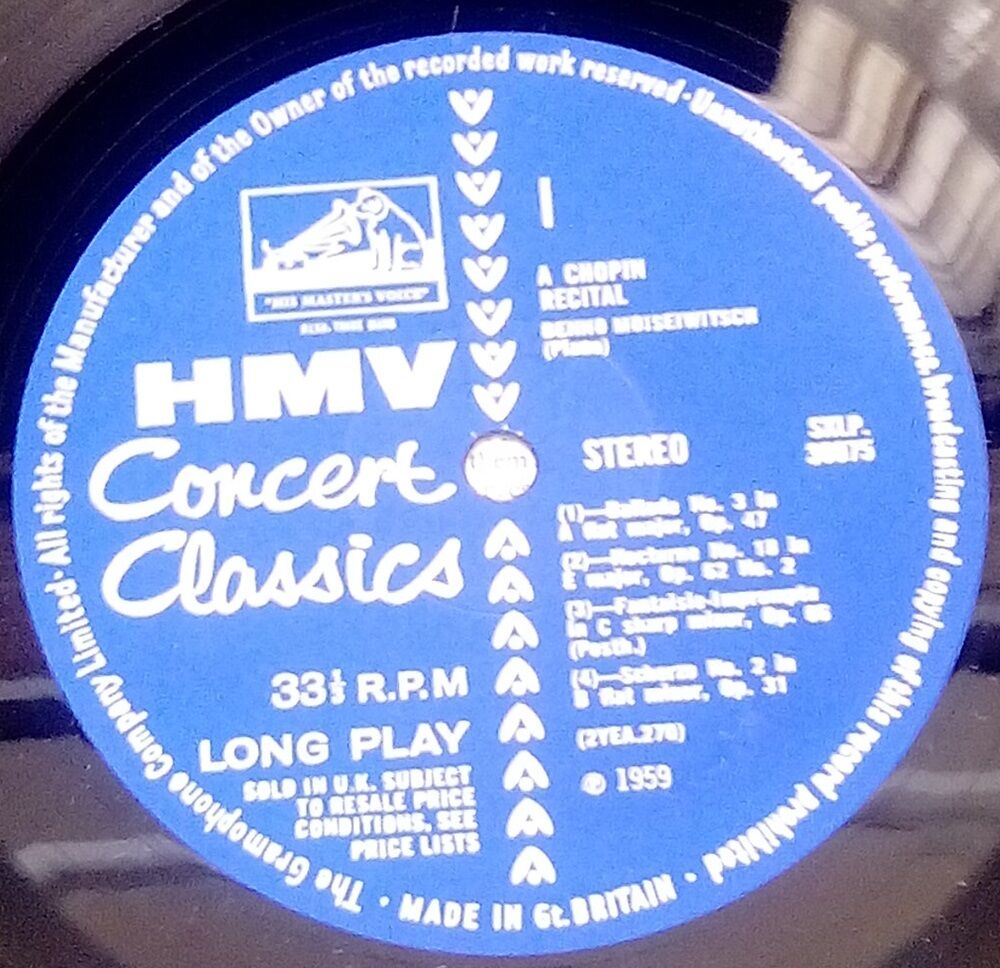 The Gramophone Company Limited · All rights of the Manufacturer and of the Owner of the recorded work reserved · Unauthorised public performance, broadcasting and copying of this record prohibited · MADE IN Gt. BRITAIN ·
"HIS MASTER'S VOICE"
HMV
Concert
Classics
33⅓ R.P.M
LONG PLAY
SOLD IN U.K. SUBJECT
TO RESALE PRICE
CONDITIONS, SEE
PRICE LISTS
1
A CHOPIN
RECITAL
BENNO MOISEIWITSCH
(Piano)
STEREO
SXLP.
30075
(1)—Ballade No. 3 in
A flat major, Op. 47
(2)—Nocturne No. 18 in
E major, Op. 62 No. 2
(3)—Fantaisie-Impromptu
in C sharp minor, Op. 66
(Posth.)
(4)—Scherzo No. 2 in
B flat minor, Op. 31
(2YEA.278)
℗ 1959